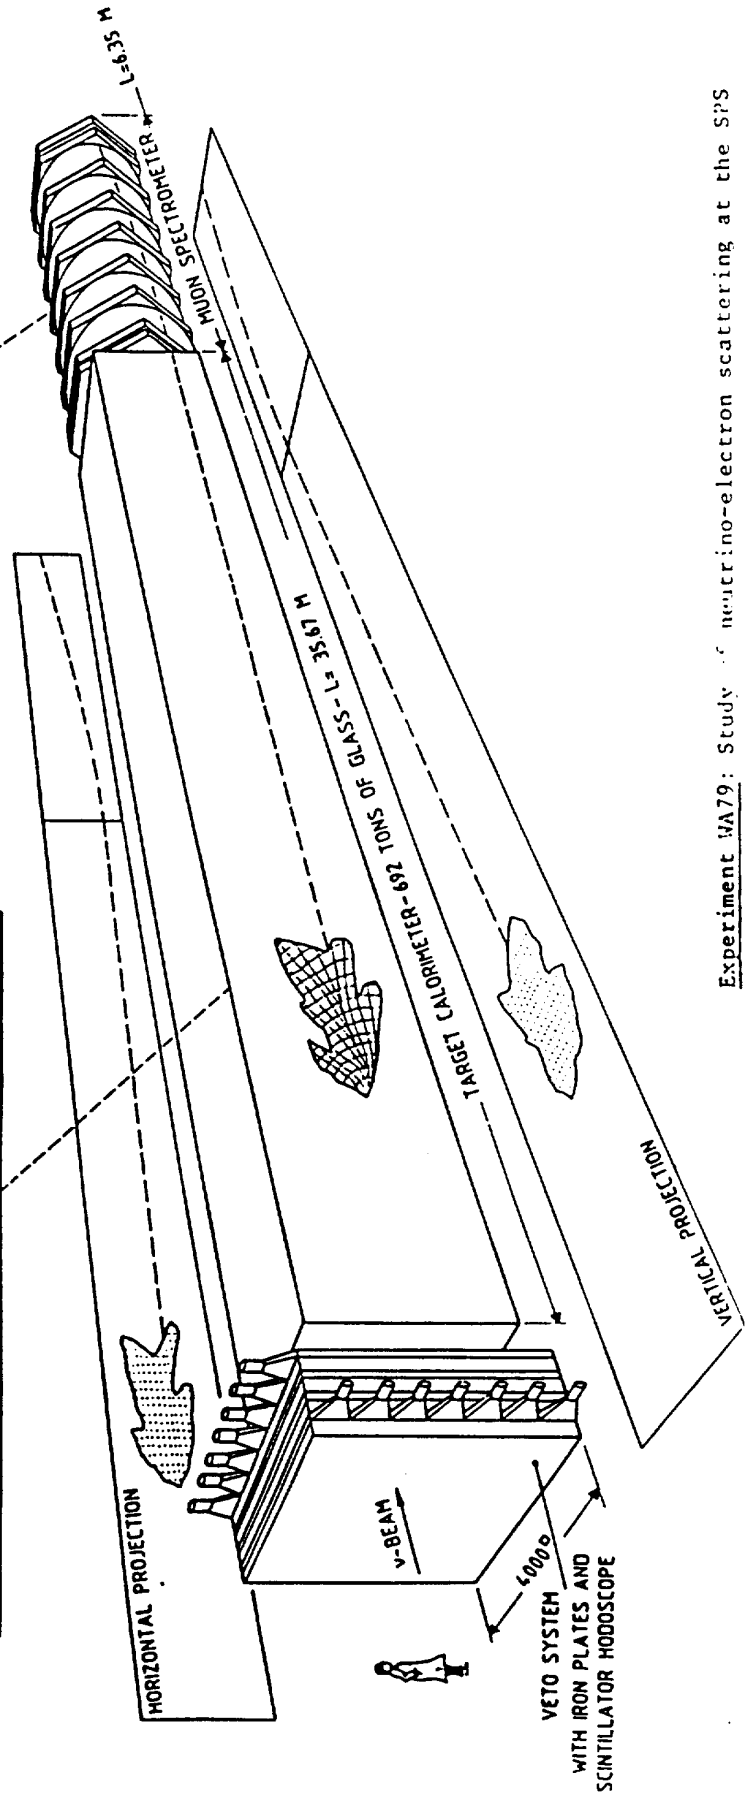 HORIZONTAL PROJECTION
ν-BEAM
4000□
VETO SYSTEM
WITH IRON PLATES AND
SCINTILLATOR HODOSCOPE
TARGET CALORIMETER - 692 TONS OF GLASS - L= 35.67 M
MUON SPECTROMETER
L=6.35 M
VERTICAL PROJECTION
Experiment WA79: Study neutrino-electron scattering at the SPS